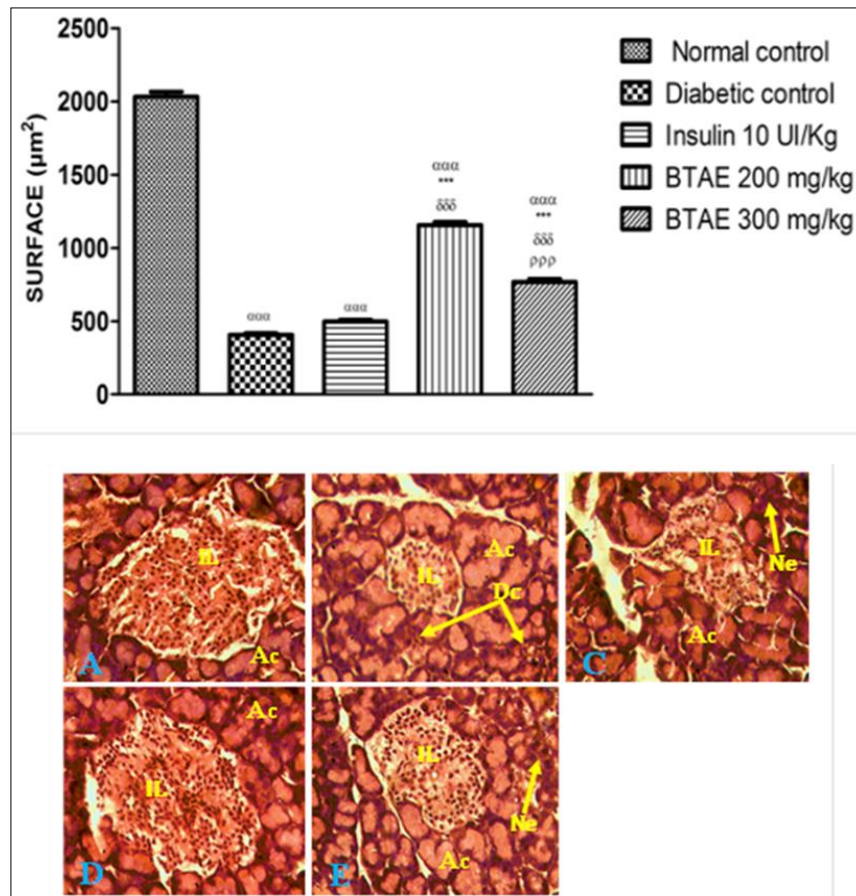 2500
2000
1500
1000
500
0
SURFACE (µm²)
ααα
ααα
ααα
***
δδδ
ααα
***
δδδ
ρρρ
Normal control
Diabetic control
Insulin 10 UI/Kg
BTAE 200 mg/kg
BTAE 300 mg/kg
IL
Ac
A
Ac
IL
Dc
IL
Ne
Ac
C
Ac
IL
D
IL
Ne
Ac
E